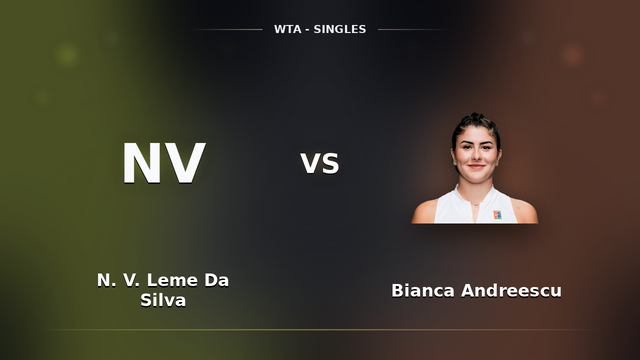 WTA - SINGLES
NV
VS
N. V. Leme Da
Silva
Bianca Andreescu